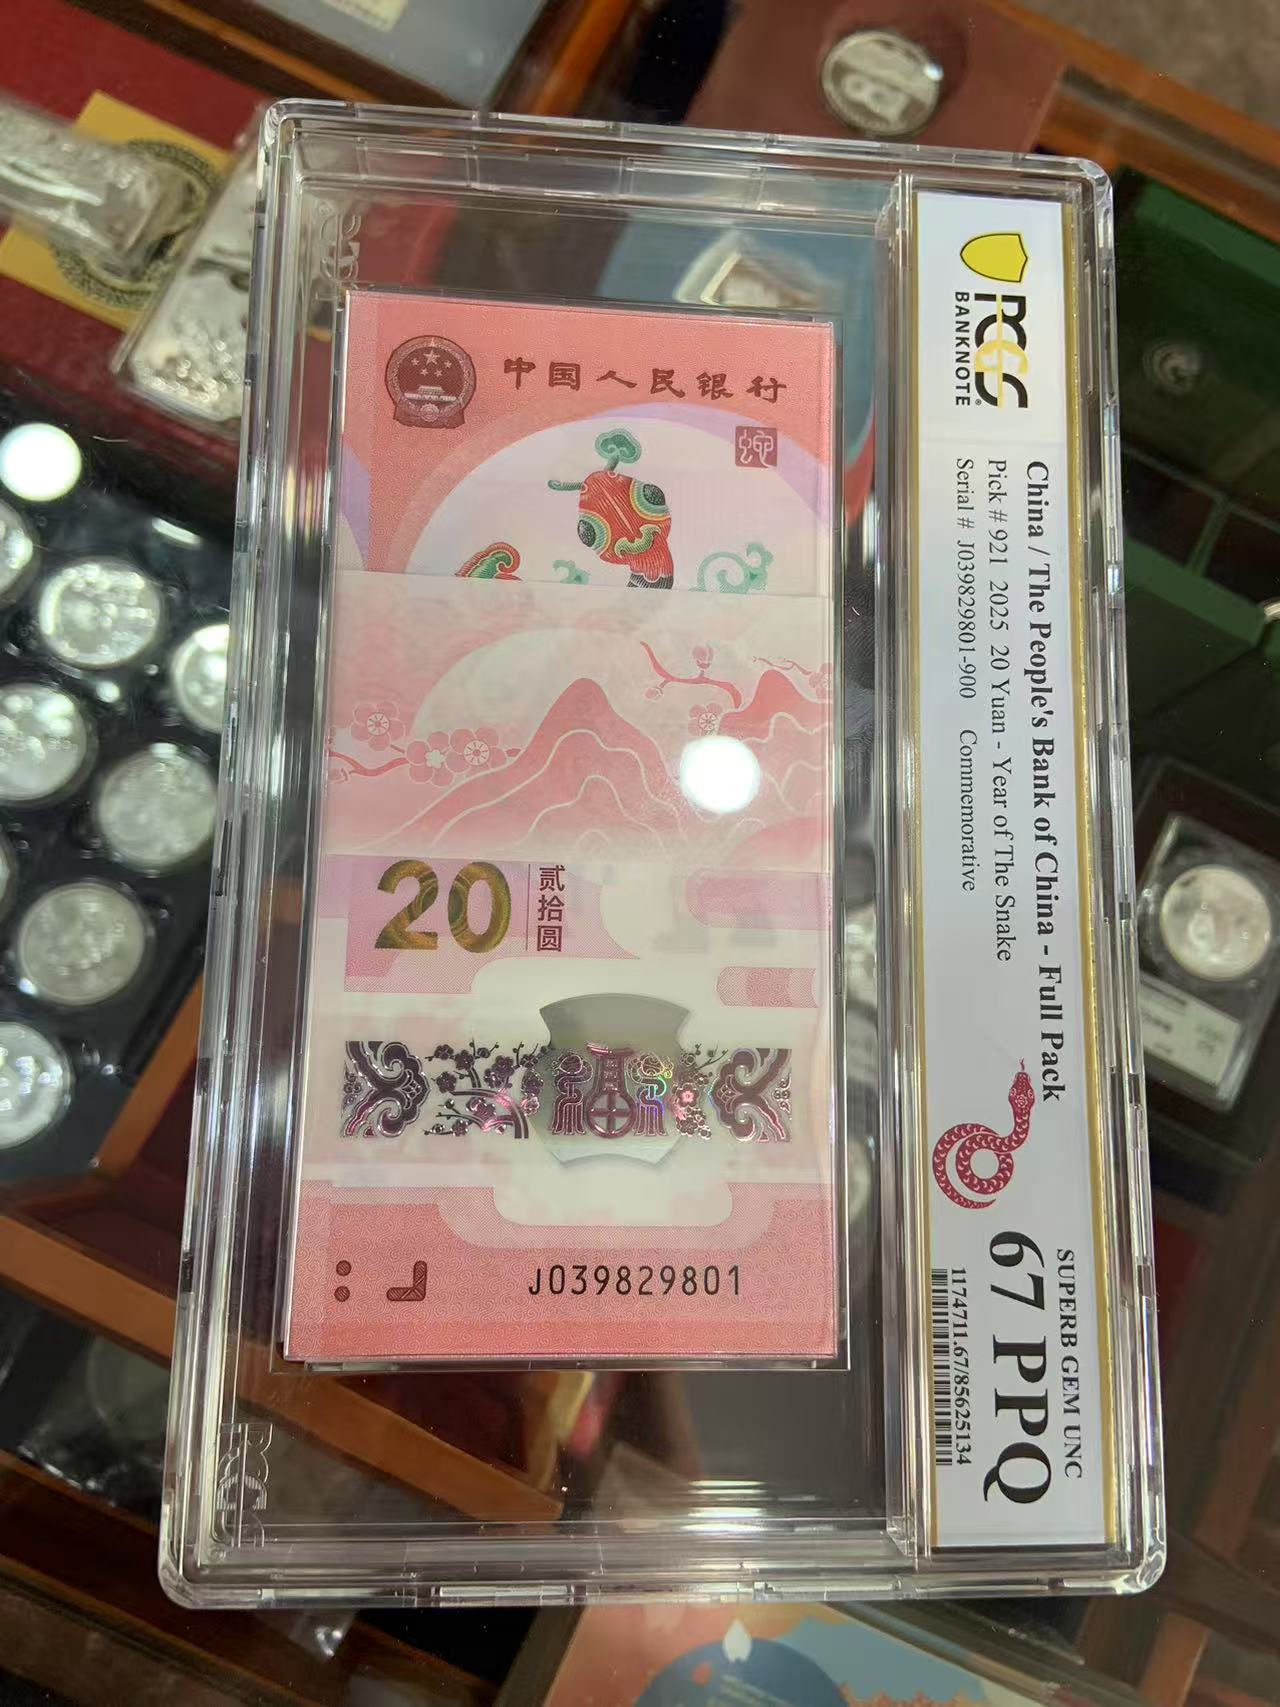 中国人民银行
蛇
20
贰拾圆
J039829801
PCGS
BANKNOTE
China / The People's Bank of China - Full Pack
Pick # 921 2025 20 Yuan - Year of The Snake
Serial # J039829801-900 Commemorative
SUPERB GEM UNC
67 PPQ
1174711.67/85625134